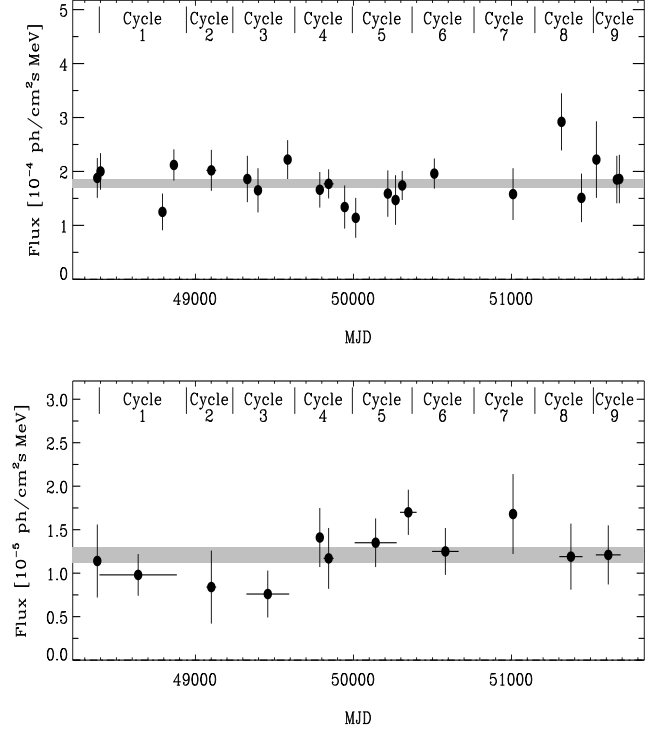 Cycle Cycle Cycle Cycle Cycle Cycle Cycle Cycle Cycle
1 2 3 4 5 6 7 8 9
5
4
3
2
1
0
Flux [10⁻⁴ ph/cm²s MeV]
49000 50000 51000
MJD
Cycle Cycle Cycle Cycle Cycle Cycle Cycle Cycle Cycle
1 2 3 4 5 6 7 8 9
3.0
2.5
2.0
1.5
1.0
0.5
0.0
Flux [10⁻⁵ ph/cm²s MeV]
49000 50000 51000
MJD